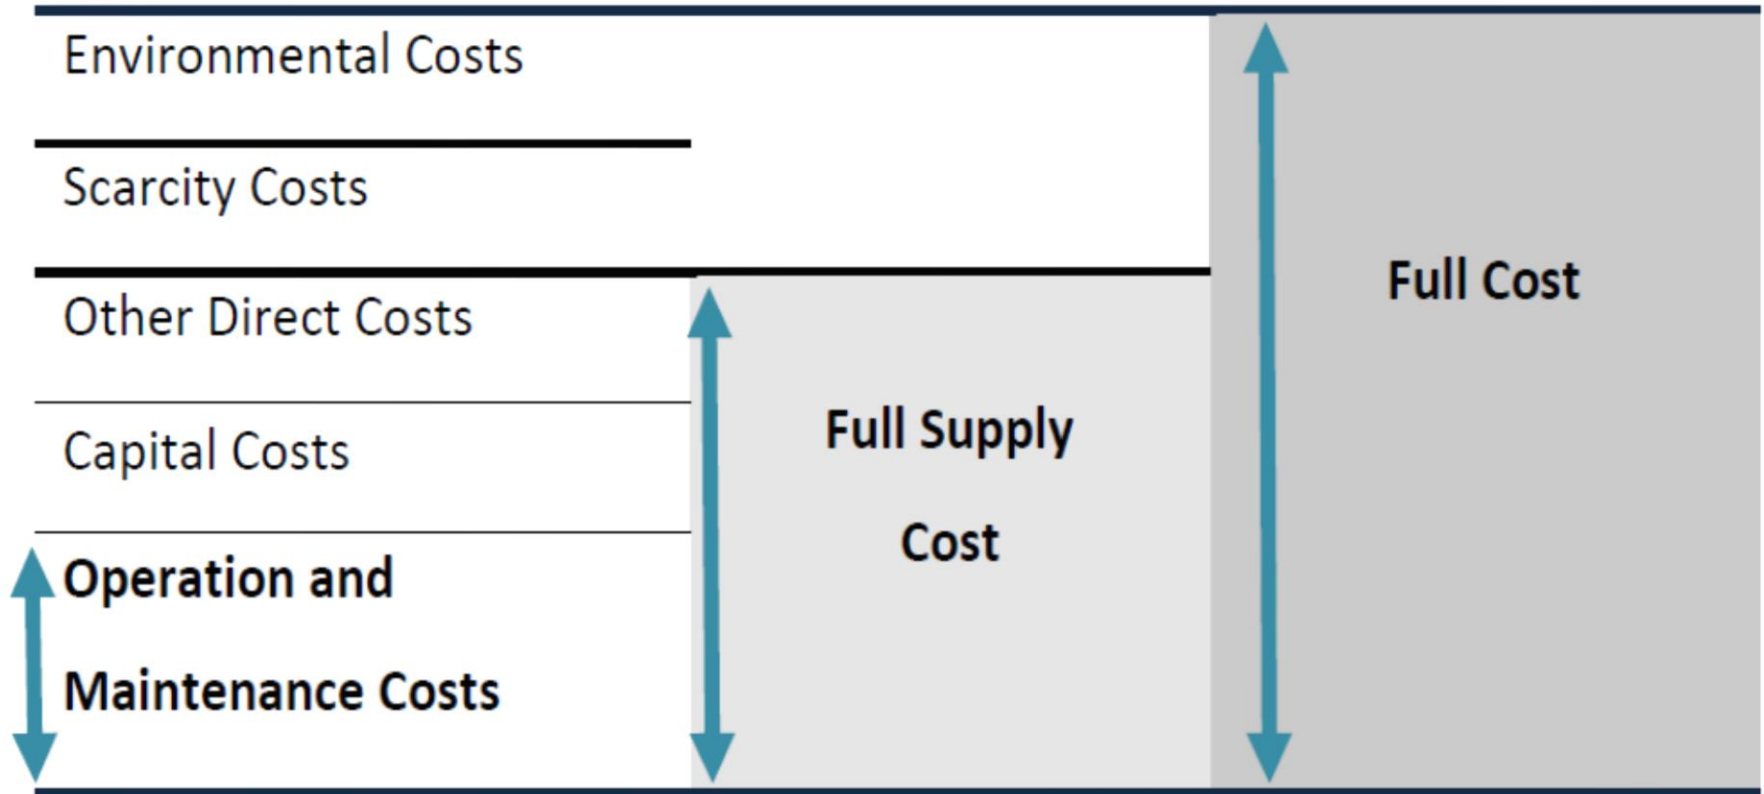 Environmental Costs
Scarcity Costs
Other Direct Costs
Capital Costs
Operation and
Maintenance Costs
Full Supply
Cost
Full Cost